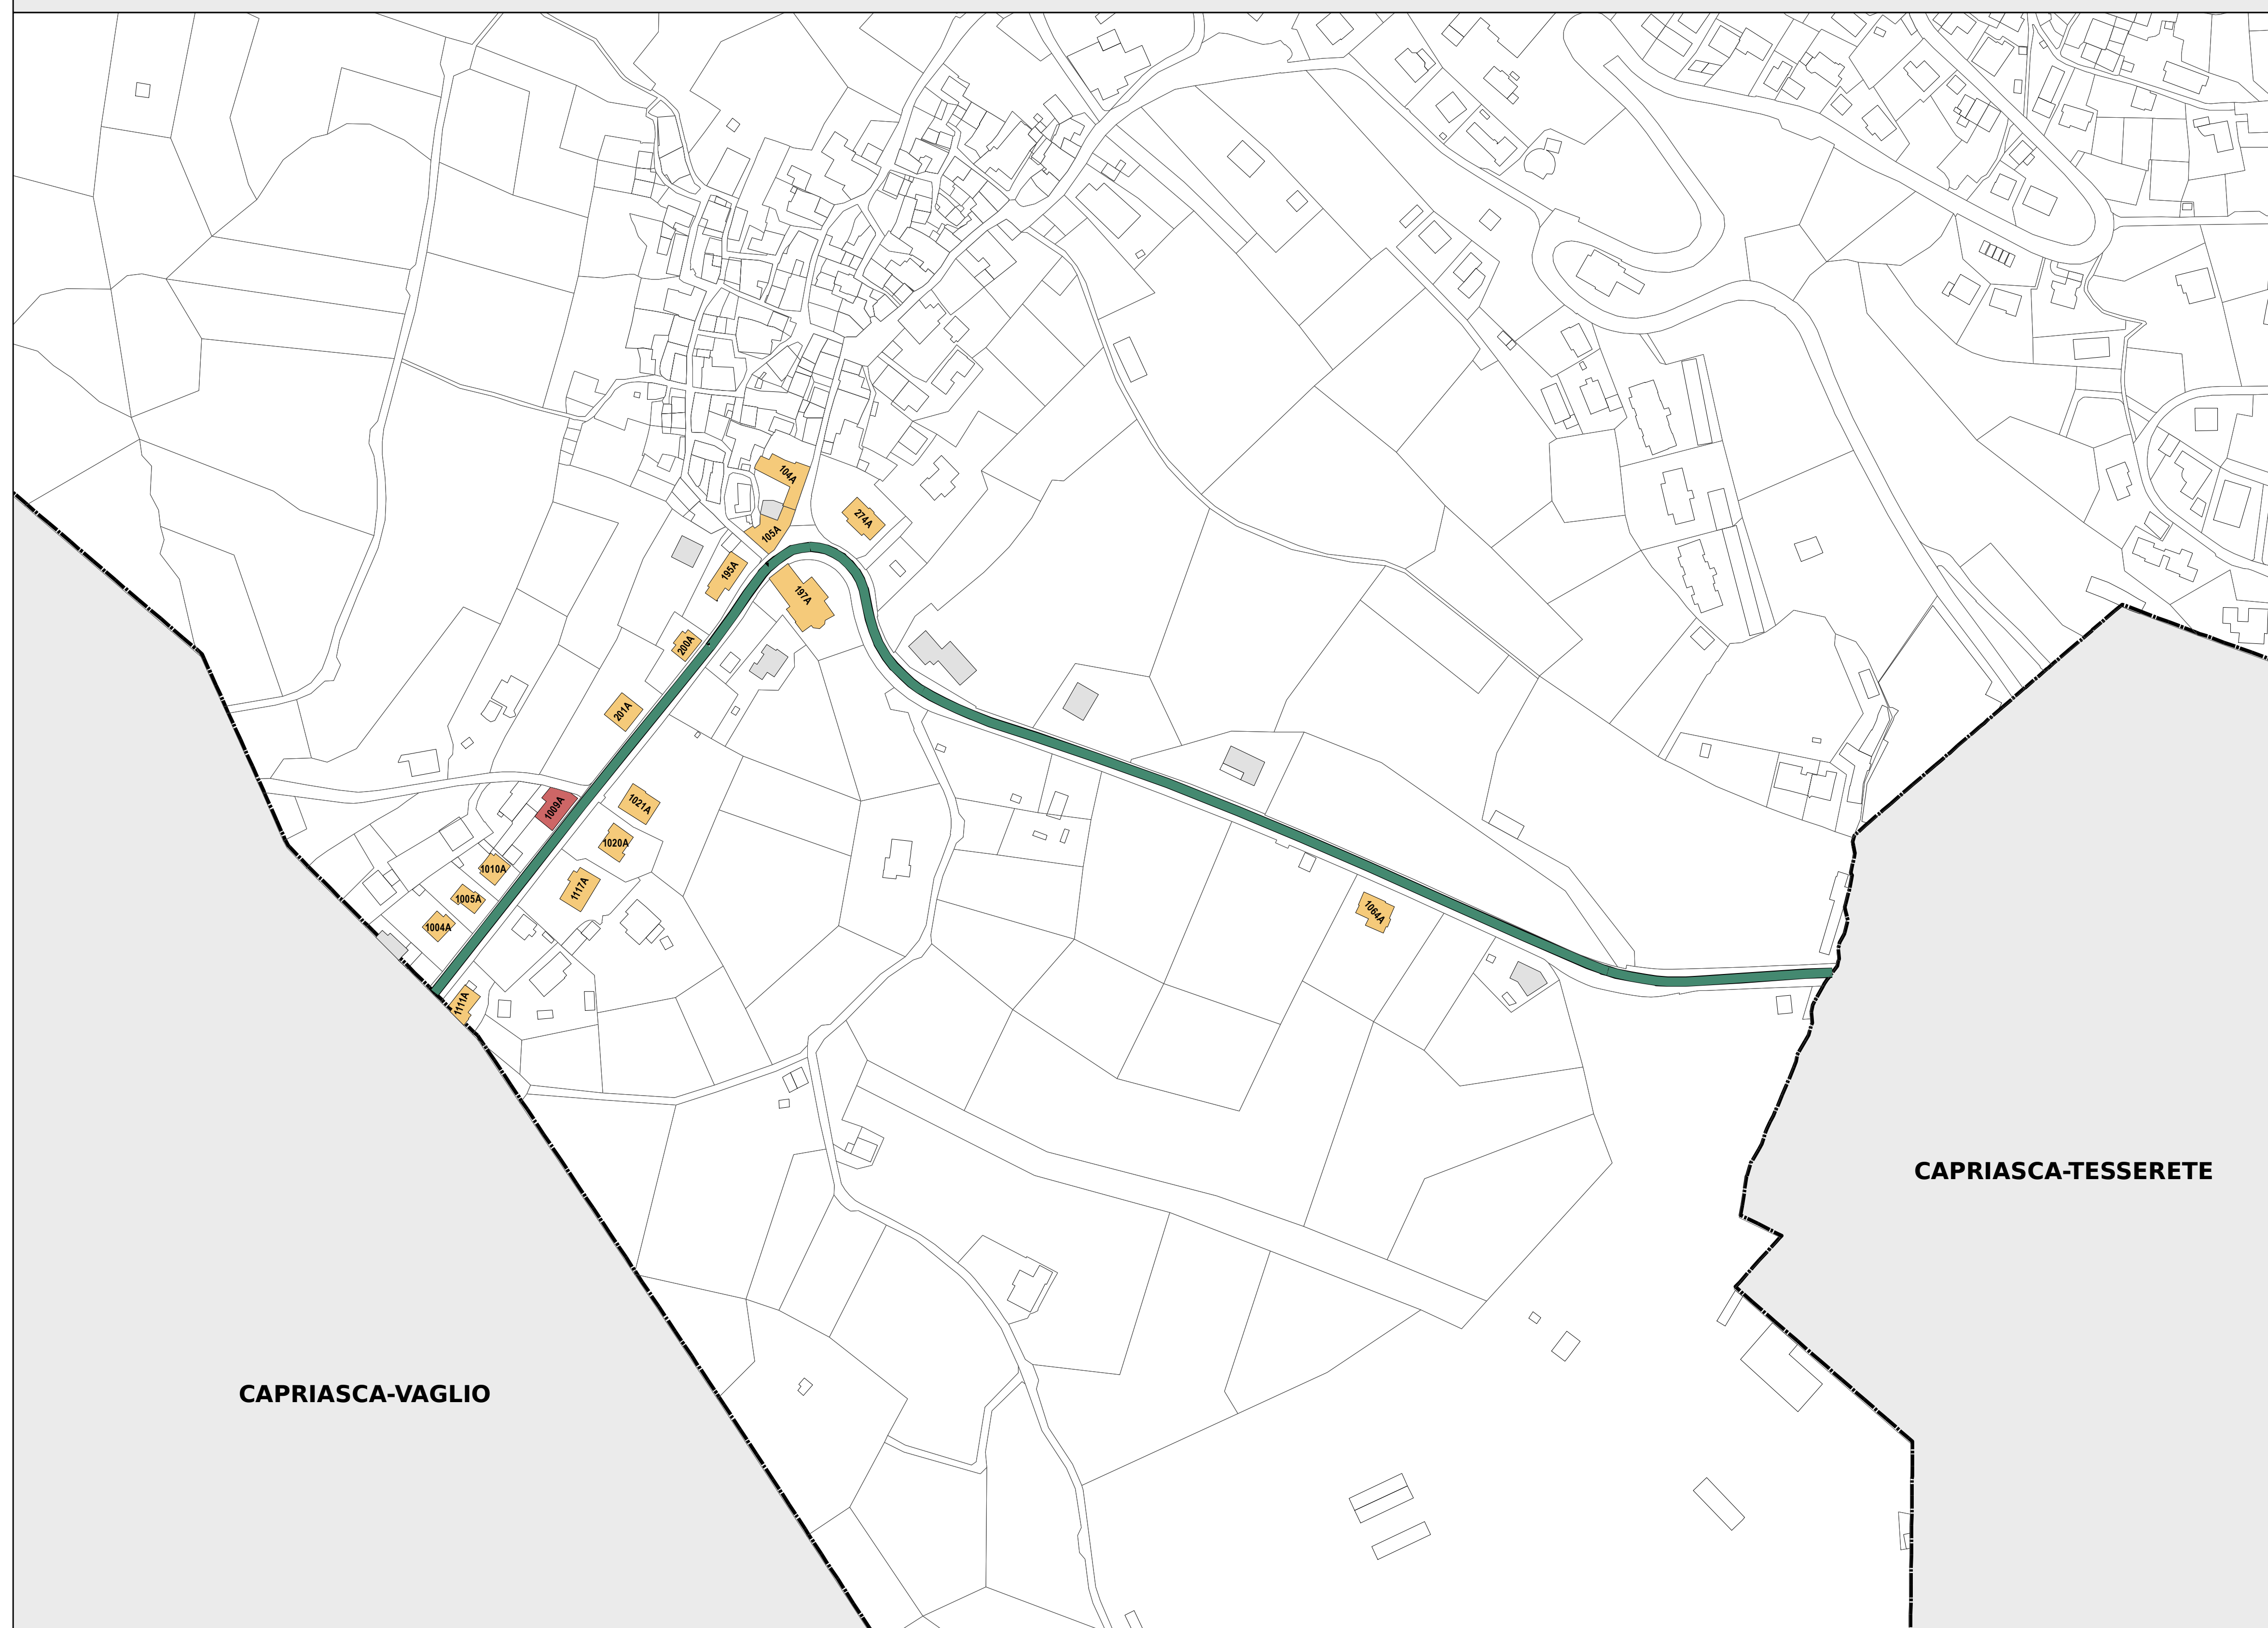 104A
274A
105A
195A
197A
200A
201A
1009A
1021A
1020A
1010A
1117A
1005A
1004A
1064A
1111A
CAPRIASCA-TESSERETE
CAPRIASCA-VAGLIO